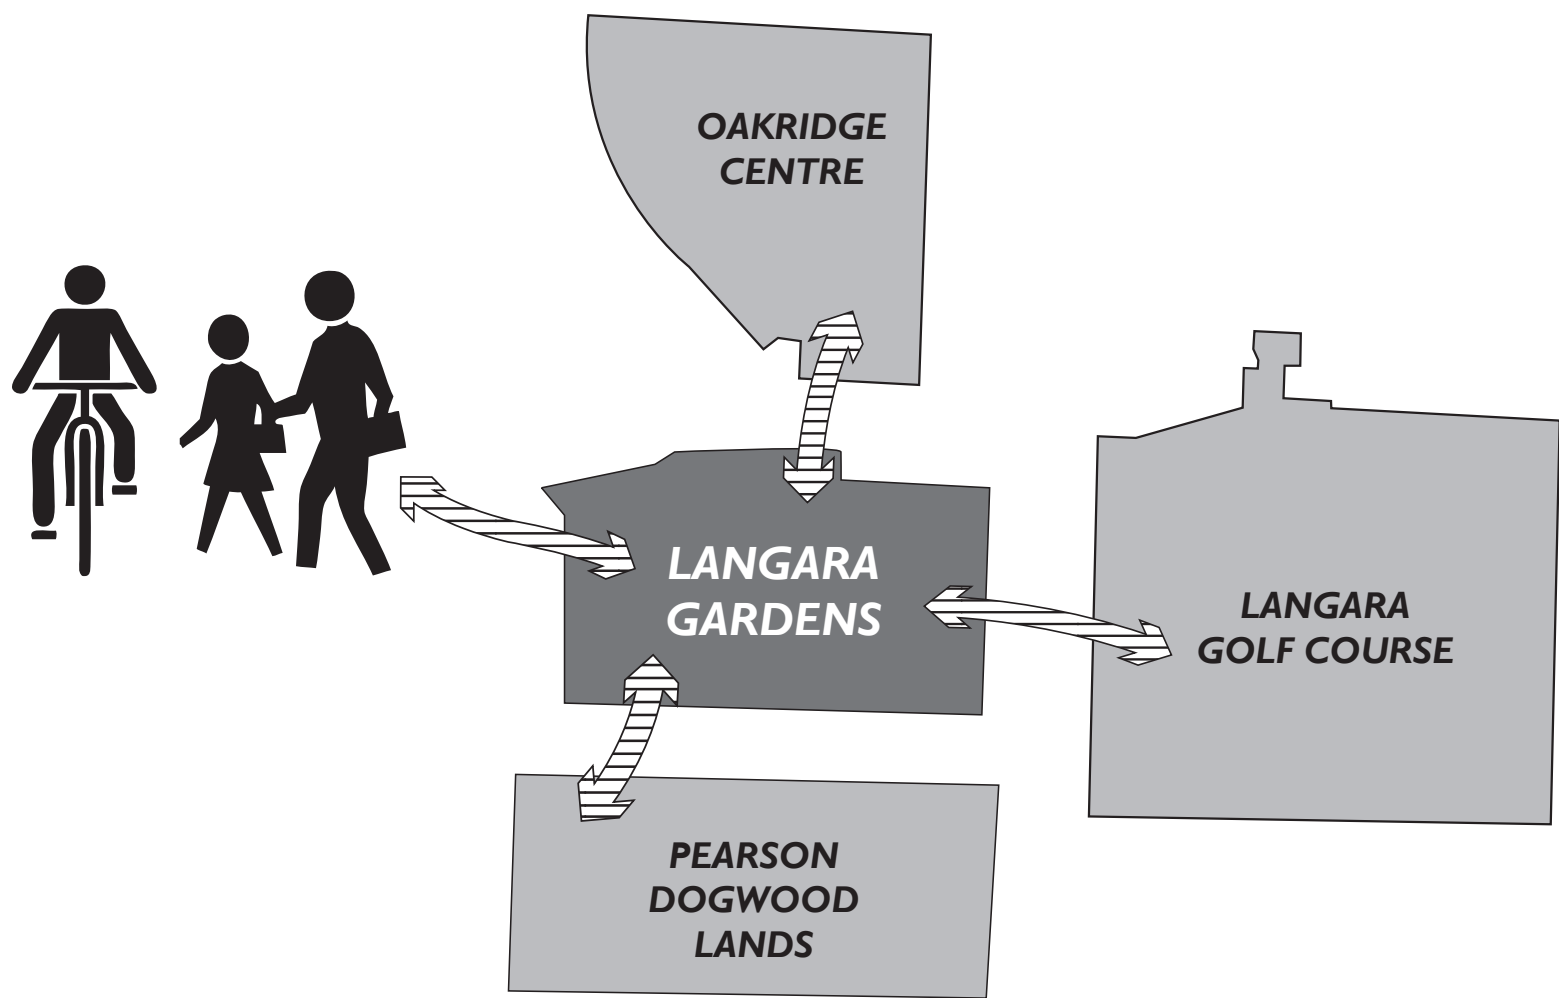 OAKRIDGE
CENTRE
LANGARA
GARDENS
LANGARA
GOLF COURSE
PEARSON
DOGWOOD
LANDS